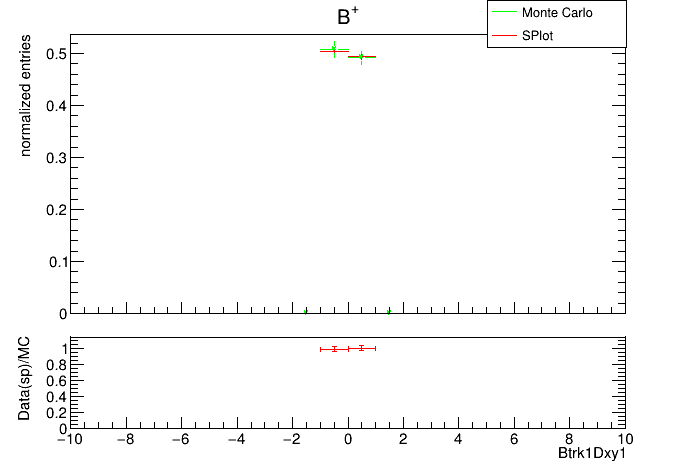 B+
Monte Carlo
SPlot
normalized entries
0.5
0.4
0.3
0.2
0.1
0
Data(sp)/MC
1
0.8
0.6
0.4
0.2
0
−10 −8 −6 −4 −2 0 2 4 6 8 10
Btrk1Dxy1